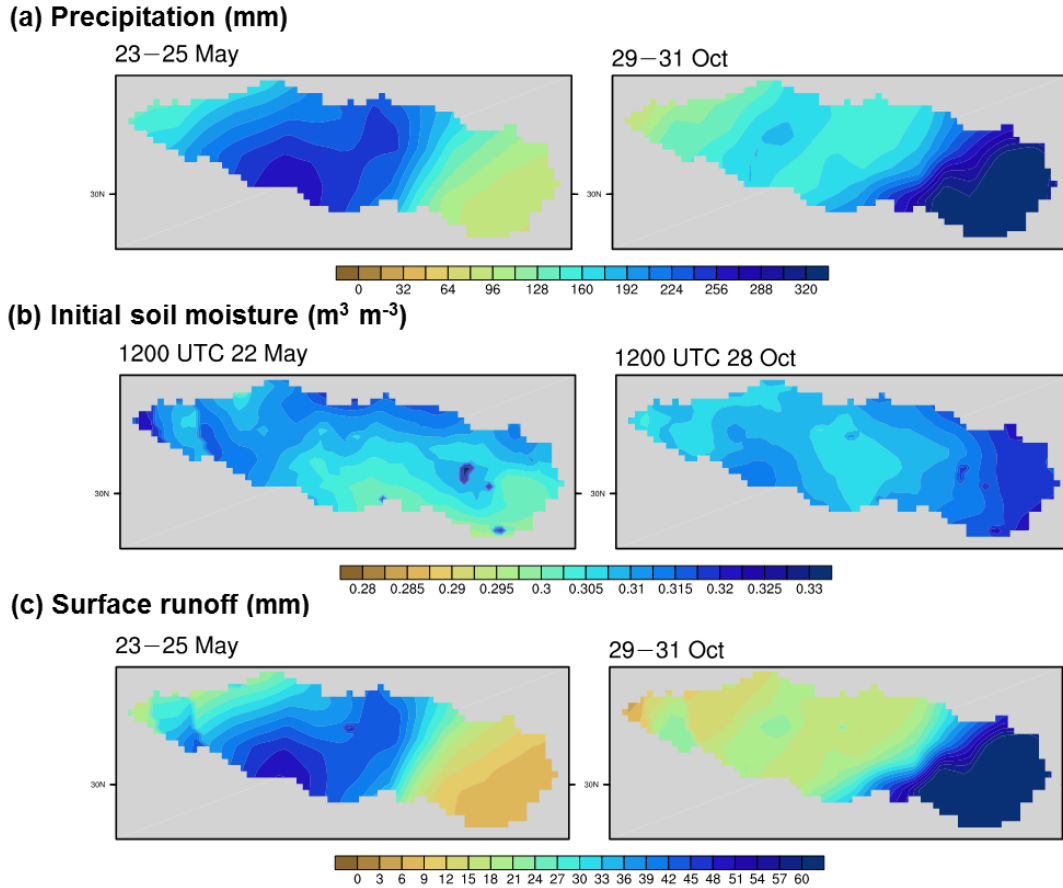 (a) Precipitation (mm)
23−25 May 29−31 Oct
30N 30N
0 32 64 96 128 160 192 224 256 288 320
(b) Initial soil moisture (m³ m⁻³)
1200 UTC 22 May 1200 UTC 28 Oct
30N 30N
0.28 0.285 0.29 0.295 0.3 0.305 0.31 0.315 0.32 0.325 0.33
(c) Surface runoff (mm)
23−25 May 29−31 Oct
30N 30N
0 3 6 9 12 15 18 21 24 27 30 33 36 39 42 45 48 51 54 57 60